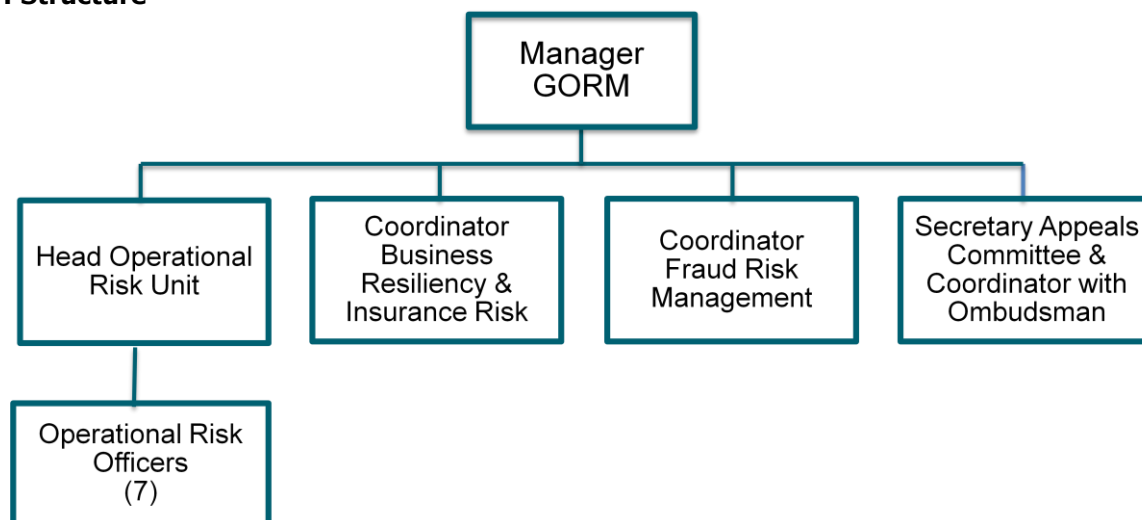 Structure
Manager
GORM
Head Operational
Risk Unit
Coordinator
Business
Resiliency &
Insurance Risk
Coordinator
Fraud Risk
Management
Secretary Appeals
Committee &
Coordinator with
Ombudsman
Operational Risk
Officers
(7)